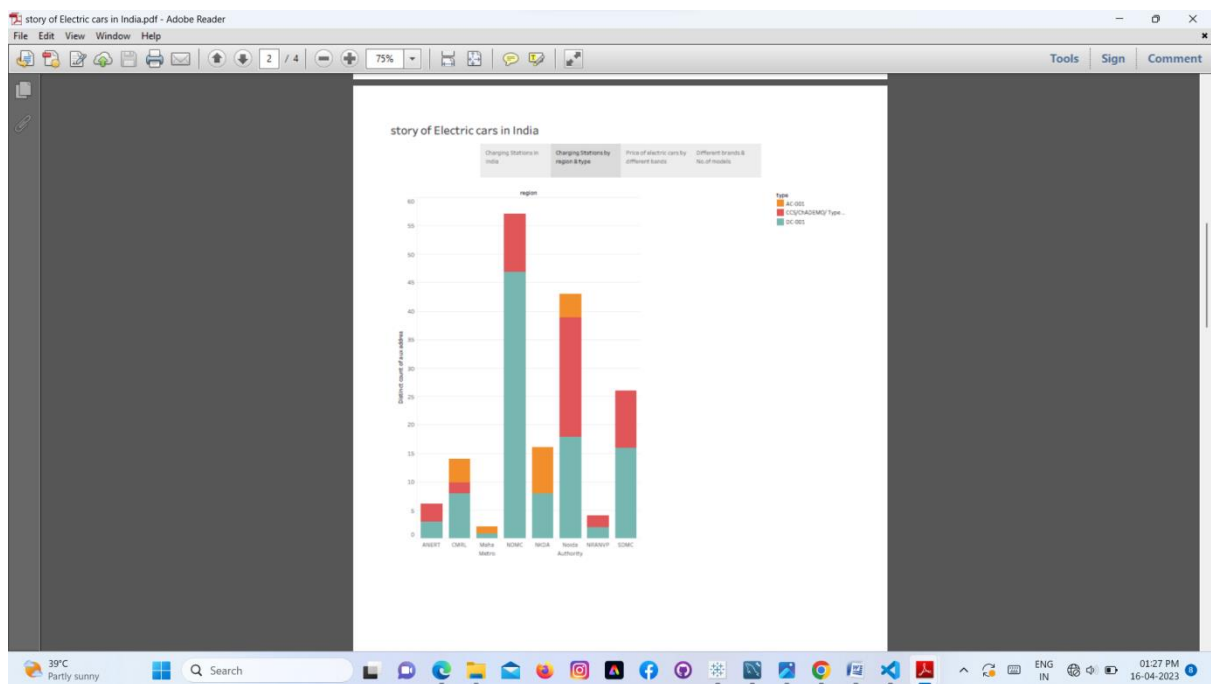 story of Electric cars in India.pdf - Adobe Reader
File Edit View Window Help
2 / 4 75% Tools Sign Comment
story of Electric cars in India
Charging Stations in India
Charging Stations by region & type
Price of electric cars by different bands
Different brands & No.of models
region
type
AC-001
CCS/ChAdeMO/ Type ..
DC-001
Distinct count of aux addres
60
55
50
45
40
35
30
25
20
15
10
5
0
ANERT CMRL Maha Metro NDMC NKDA Noida Authority SDMC
39°C
Partly sunny
Search
ENG
IN
01:27 PM
16-04-2023
8